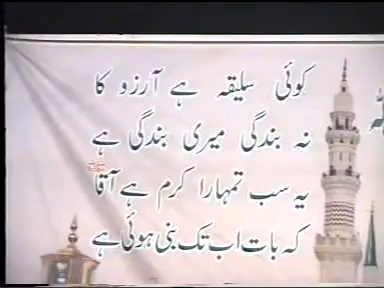 کوئی سلیقہ ہے آرزو کا
نہ بندگی میری بندگی ہے
یہ سب تمہارا کرم ہے آقا
کہ بات اب تک بنی ہوئی ہے